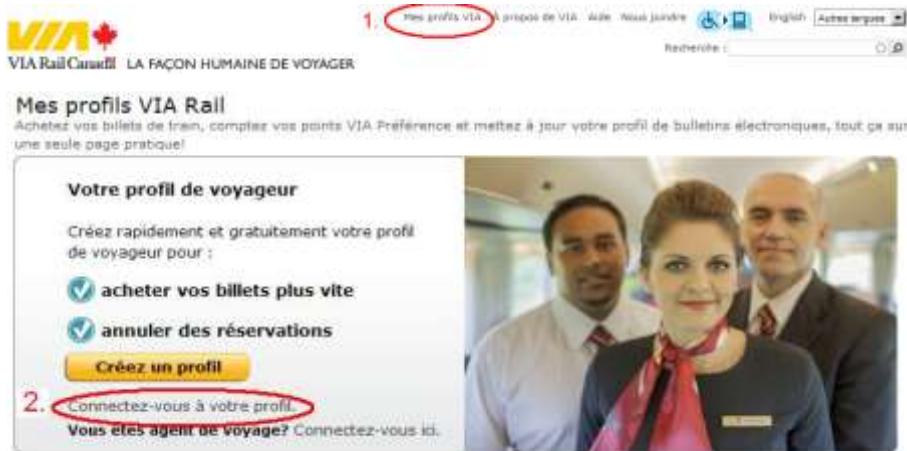 1. Mes profils VIA À propos de VIA Aide Nous joindre English Autres langues
VIA
Recherche :
VIA Rail Canada LA FAÇON HUMAINE DE VOYAGER
Mes profils VIA Rail
Achetez vos billets de train, comptez vos points VIA Préférence et mettez à jour votre profil de bulletins électroniques, tout ça sur
une seule page pratique!
Votre profil de voyageur
Créez rapidement et gratuitement votre profil
de voyageur pour :
acheter vos billets plus vite
annuler des réservations
Créez un profil
2. Connectez-vous à votre profil.
Vous êtes agent de voyage? Connectez-vous ici.